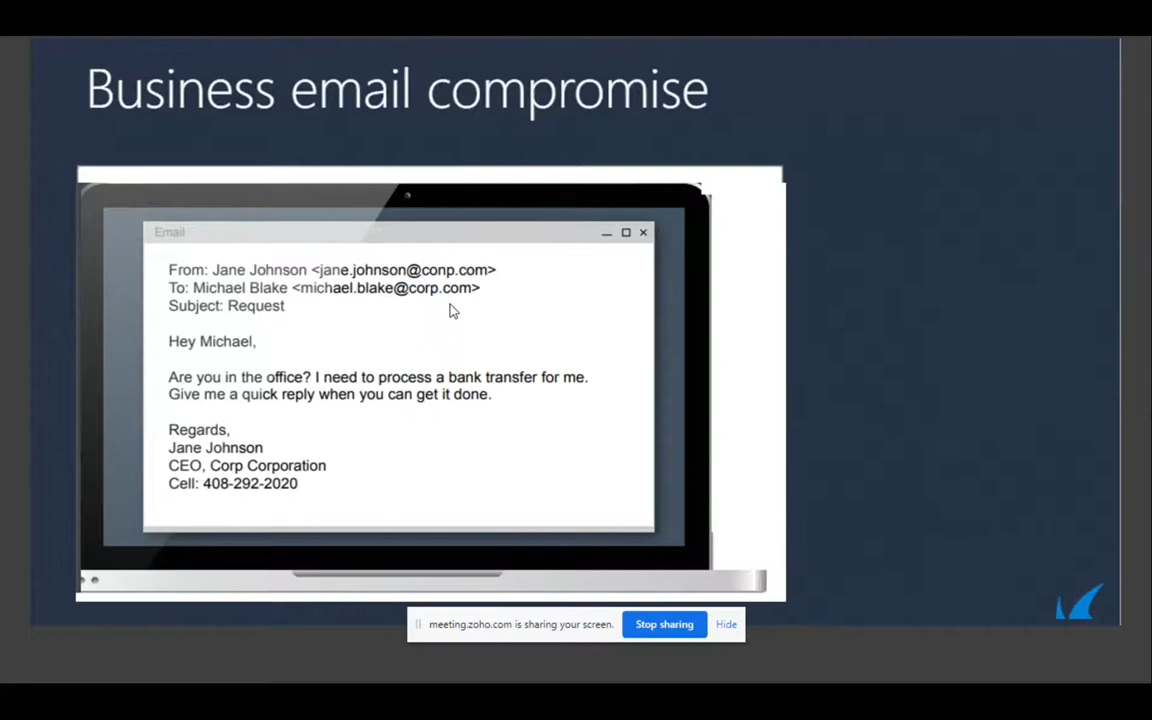 Business email compromise
Email
From: Jane Johnson <jane.johnson@conp.com>
To: Michael Blake <michael.blake@corp.com>
Subject: Request
Hey Michael,
Are you in the office? I need to process a bank transfer for me.
Give me a quick reply when you can get it done.
Regards,
Jane Johnson
CEO, Corp Corporation
Cell: 408-292-2020
meeting.zoho.com is sharing your screen. Stop sharing Hide